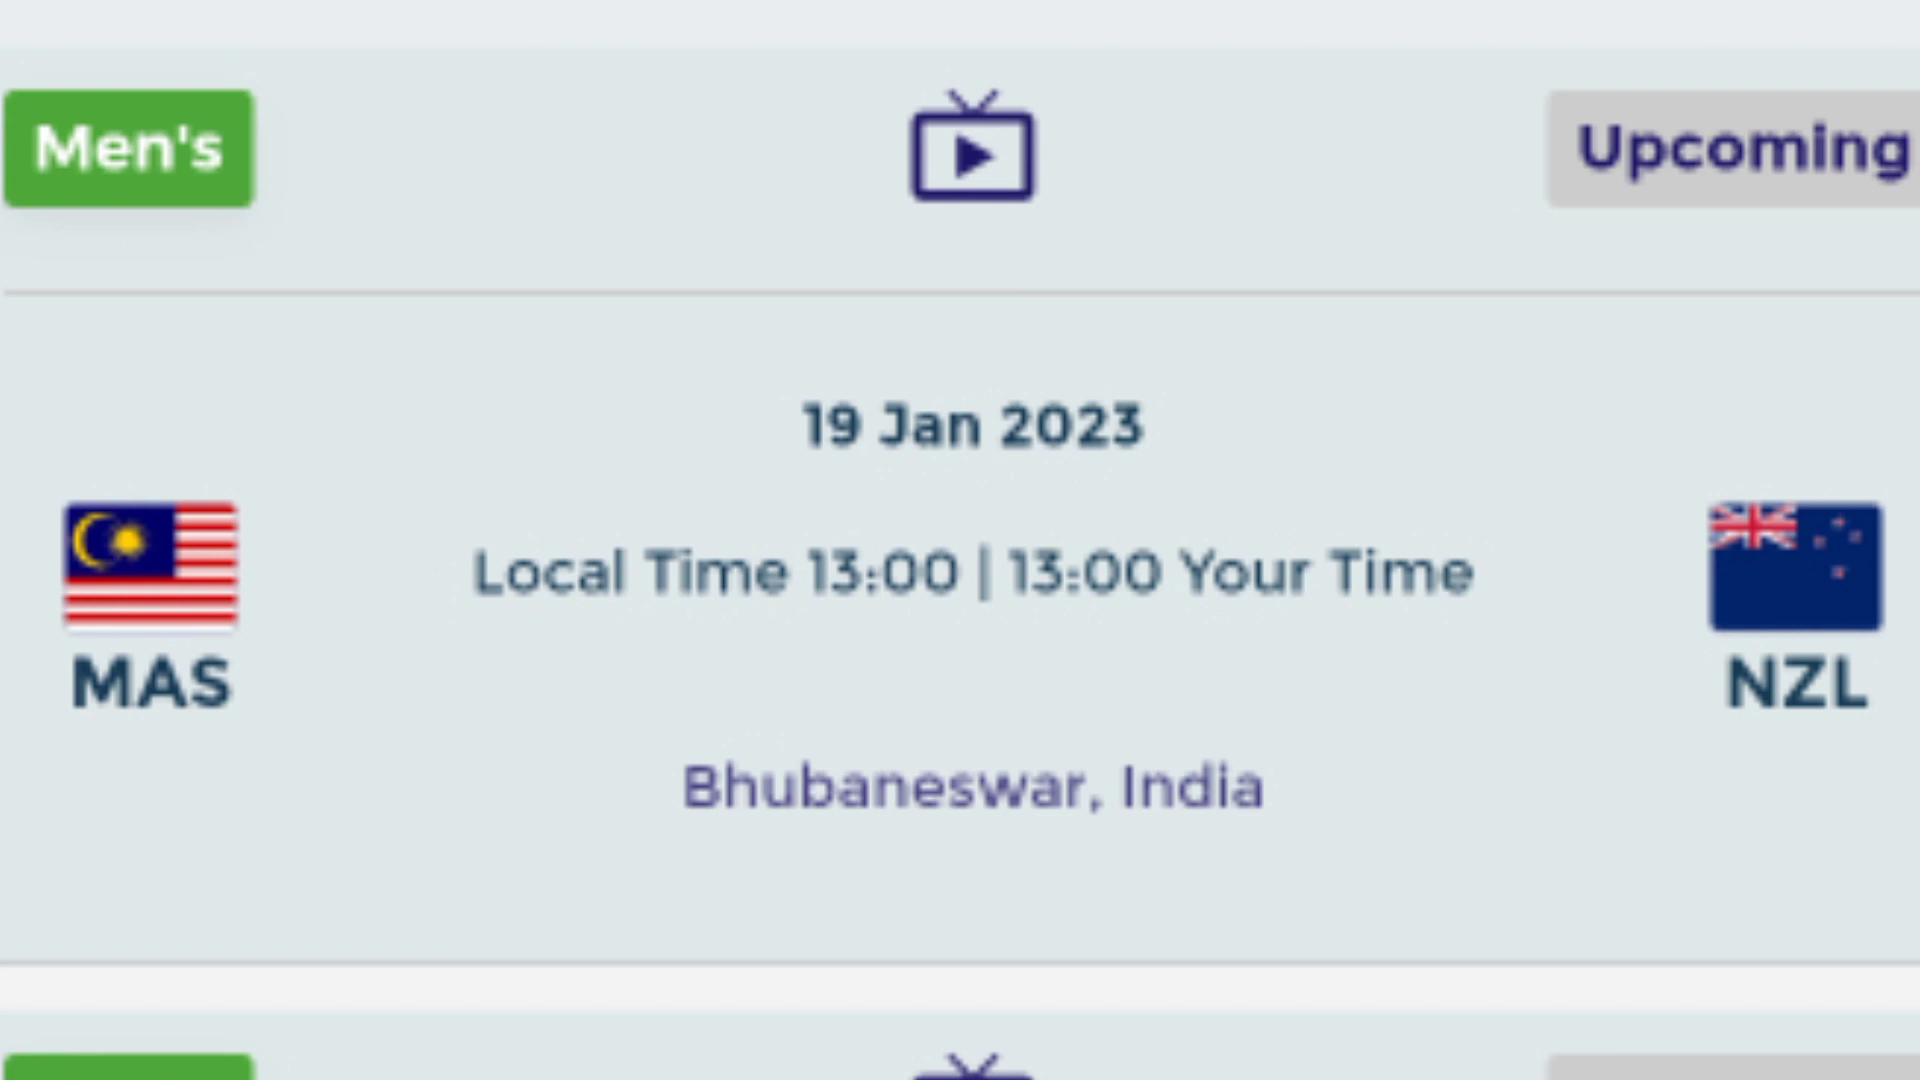 Men's
Upcoming
19 Jan 2023
Local Time 13:00 | 13:00 Your Time
MAS
NZL
Bhubaneswar, India